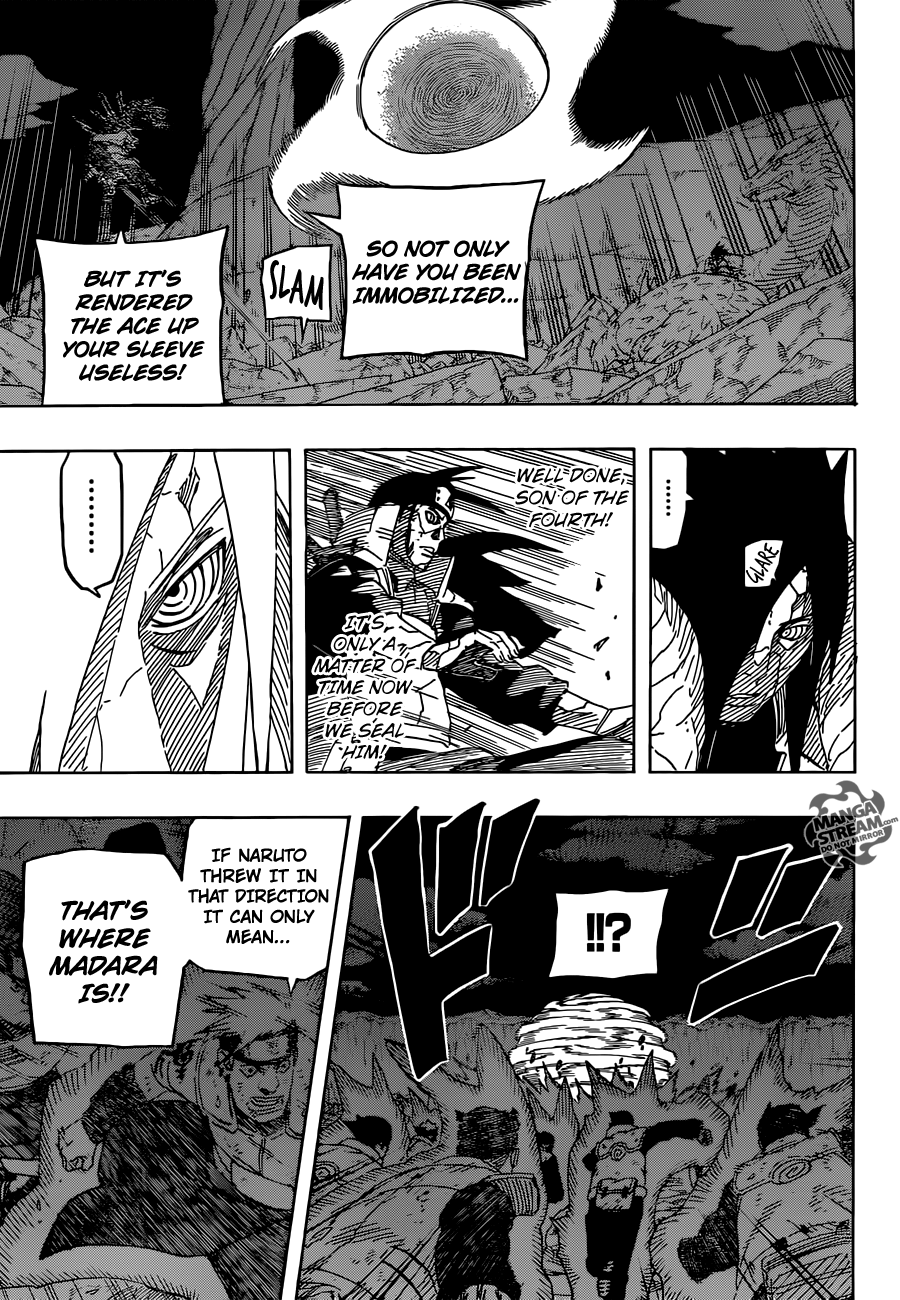 SO NOT ONLY
HAVE YOU BEEN
IMMOBILIZED...
SLAM
BUT IT'S
RENDERED
THE ACE UP
YOUR SLEEVE
USELESS!
........
GLARE
WELL DONE,
SON OF THE
FOURTH!
IT'S
ONLY A
MATTER OF
TIME NOW
BEFORE
WE SEAL
HIM!
........
MANGA
STREAM.com
DO NOT MIRROR
!!?
ドッ
IF NARUTO
THREW IT IN
THAT DIRECTION
IT CAN ONLY
MEAN...
THAT'S
WHERE
MADARA
IS!!